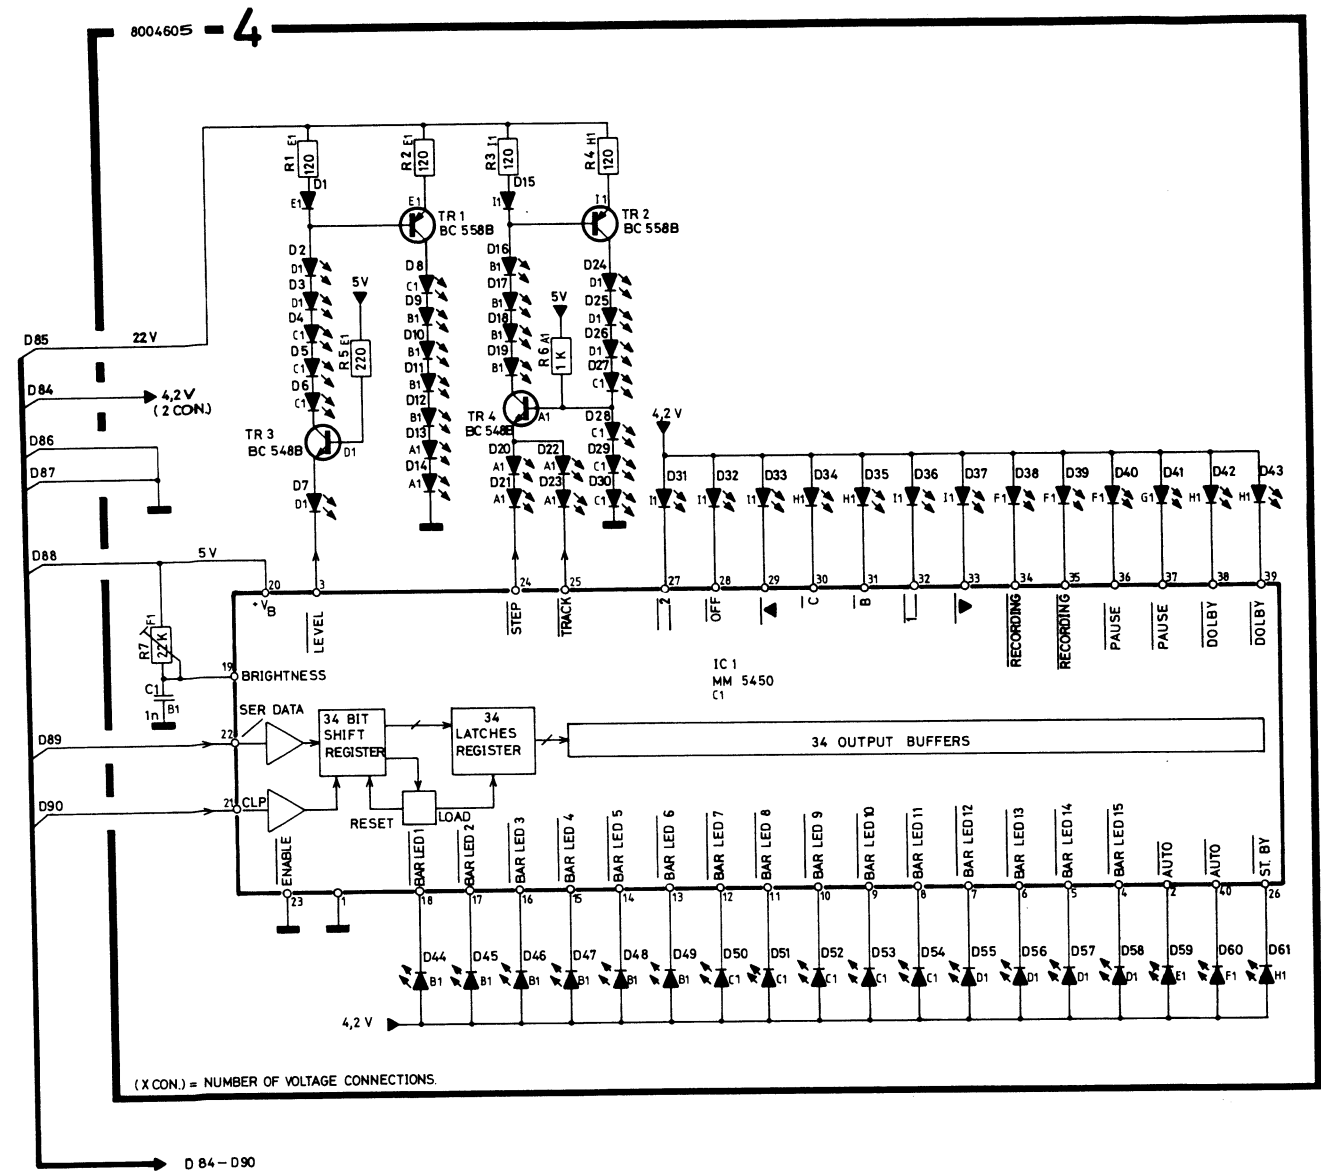 8004605 - 4
R1 E1 120
R2 E1 120
R3 I1 120
R4 H1 120
D1
E1
D15
I1
E1
TR 1
BC 558B
I1
TR 2
BC 558B
D2
D1
D3
D1
D4
C1
D5
C1
D6
C1
5V
R5 E1 220
D8
C1
D9
B1
D10
B1
D11
B1
D12
B1
D13
A1
D14
A1
D16
B1
D17
B1
D18
B1
D19
B1
5V
R6 A1 1K
D24
D1
D25
D1
D26
D1
D27
C1
D28
C1
D29
C1
D30
C1
TR 3
BC 548B
D1
D7
D1
TR 4
BC 548B
A1
D20
A1
D21
A1
D22
A1
D23
A1
D85
22 V
D84
4,2 V
(2 CON.)
D86
D87
D88
5 V
D89
D90
4,2 V
D31 D32 D33 D34 D35 D36 D37 D38 D39 D40 D41 D42 D43
I1 I1 I1 H1 H1 I1 I1 F1 F1 F1 G1 H1 H1
20 3 24 25 27 28 29 30 31 32 33 34 35 36 37 38 39
+VB
LEVEL
STEP
TRACK
2
OFF
C
B
1
RECORDING
RECORDING
PAUSE
PAUSE
DOLBY
DOLBY
R7 F1 22K
C1
1n B1
19
BRIGHTNESS
IC 1
MM 5450
C1
SER DATA
22
21
CLP
34 BIT
SHIFT
REGISTER
34
LATCHES
REGISTER
34 OUTPUT BUFFERS
RESET
LOAD
ENABLE
BAR LED 1
BAR LED 2
BAR LED 3
BAR LED 4
BAR LED 5
BAR LED 6
BAR LED 7
BAR LED 8
BAR LED 9
BAR LED 10
BAR LED 11
BAR LED 12
BAR LED 13
BAR LED 14
BAR LED 15
AUTO
AUTO
ST. BY
23 1 18 17 16 15 14 13 12 11 10 9 8 7 6 5 4 2 40 26
D44 D45 D46 D47 D48 D49 D50 D51 D52 D53 D54 D55 D56 D57 D58 D59 D60 D61
B1 B1 B1 B1 B1 B1 C1 C1 C1 C1 C1 D1 D1 D1 D1 E1 F1 H1
4,2 V
(X CON.) = NUMBER OF VOLTAGE CONNECTIONS.
D 84 – D90